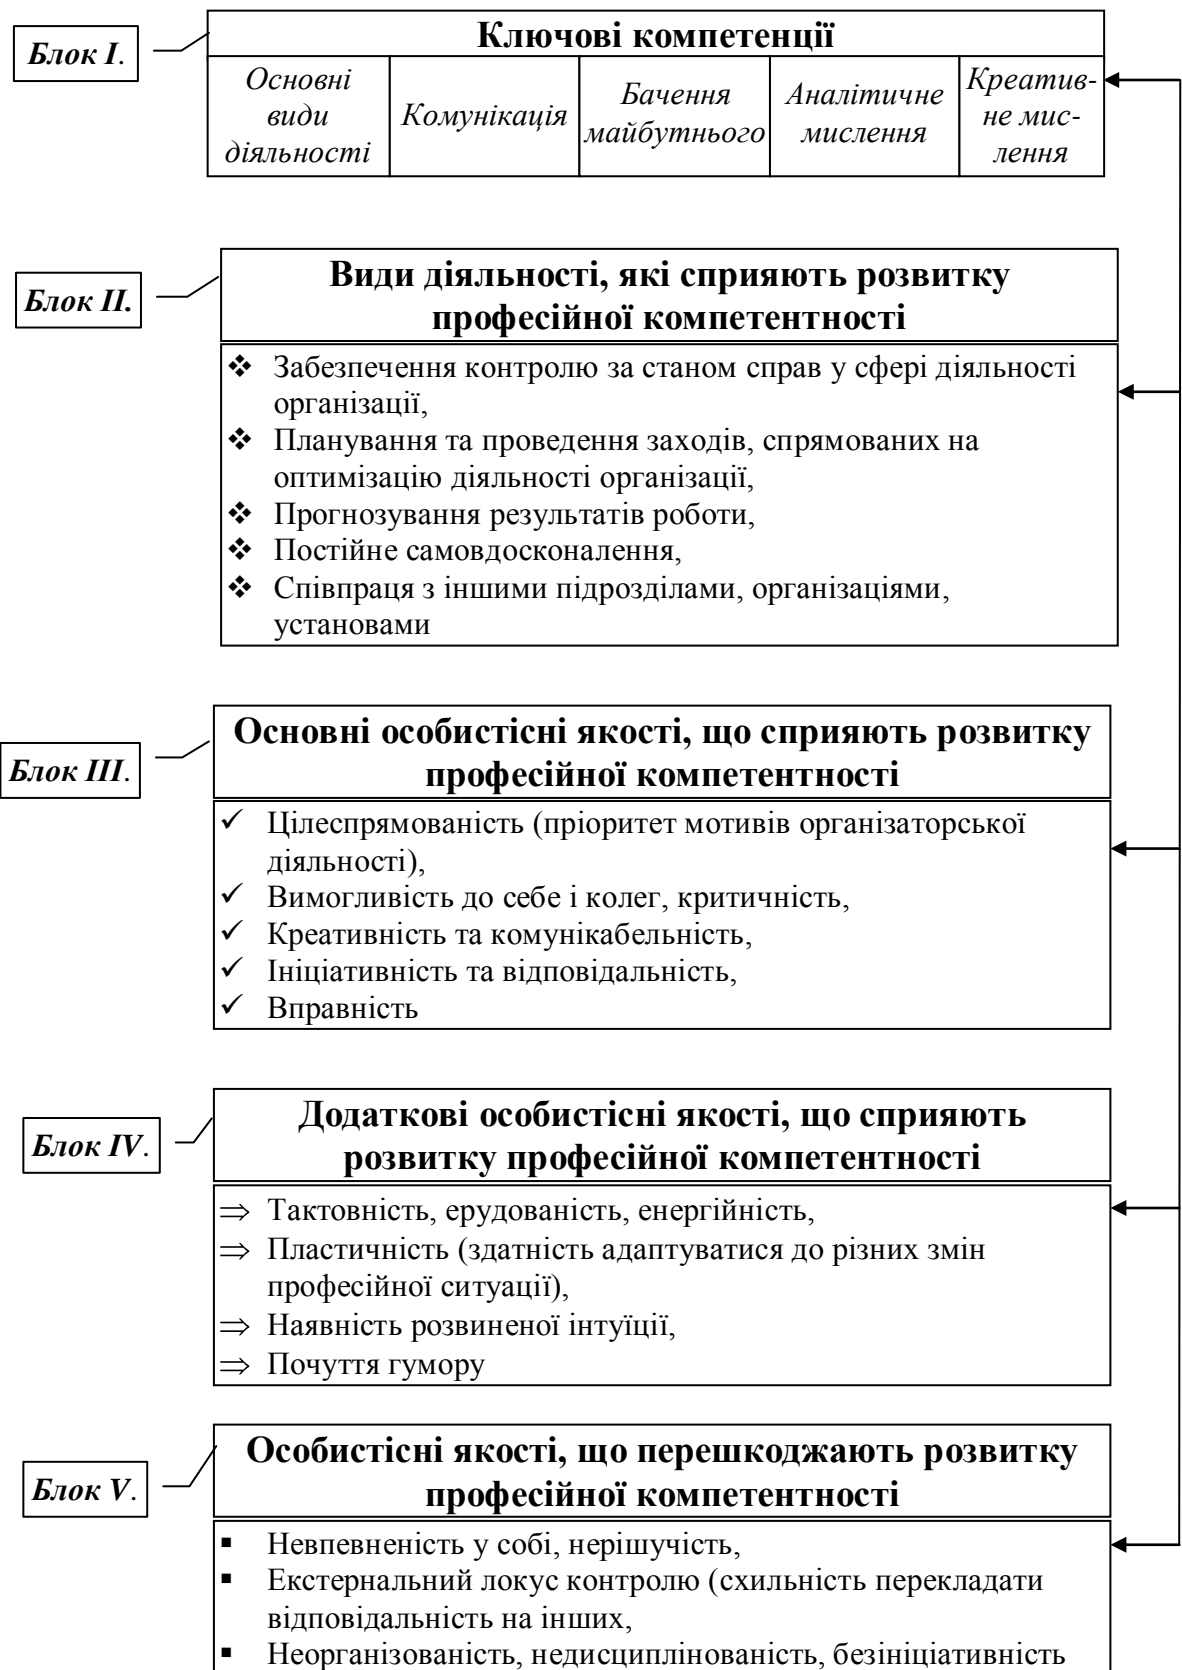 Блок I.
Ключові компетенції
Основні
види
діяльності
Комунікація
Бачення
майбутнього
Аналітичне
мислення
Креатив-
не мис-
лення
Блок II.
Види діяльності, які сприяють розвитку
професійної компетентності
❖ Забезпечення контролю за станом справ у сфері діяльності
організації,
❖ Планування та проведення заходів, спрямованих на
оптимізацію діяльності організації,
❖ Прогнозування результатів роботи,
❖ Постійне самовдосконалення,
❖ Співпраця з іншими підрозділами, організаціями,
установами
Блок III.
Основні особистісні якості, що сприяють розвитку
професійної компетентності
✓ Цілеспрямованість (пріоритет мотивів організаторської
діяльності),
✓ Вимогливість до себе і колег, критичність,
✓ Креативність та комунікабельність,
✓ Ініціативність та відповідальність,
✓ Вправність
Блок IV.
Додаткові особистісні якості, що сприяють
розвитку професійної компетентності
⇒ Тактовність, ерудованість, енергійність,
⇒ Пластичність (здатність адаптуватися до різних змін
професійної ситуації),
⇒ Наявність розвиненої інтуїції,
⇒ Почуття гумору
Блок V.
Особистісні якості, що перешкоджають розвитку
професійної компетентності
▪ Невпевненість у собі, нерішучість,
▪ Екстернальний локус контролю (схильність перекладати
відповідальність на інших,
▪ Неорганізованість, недисциплінованість, безініціативність